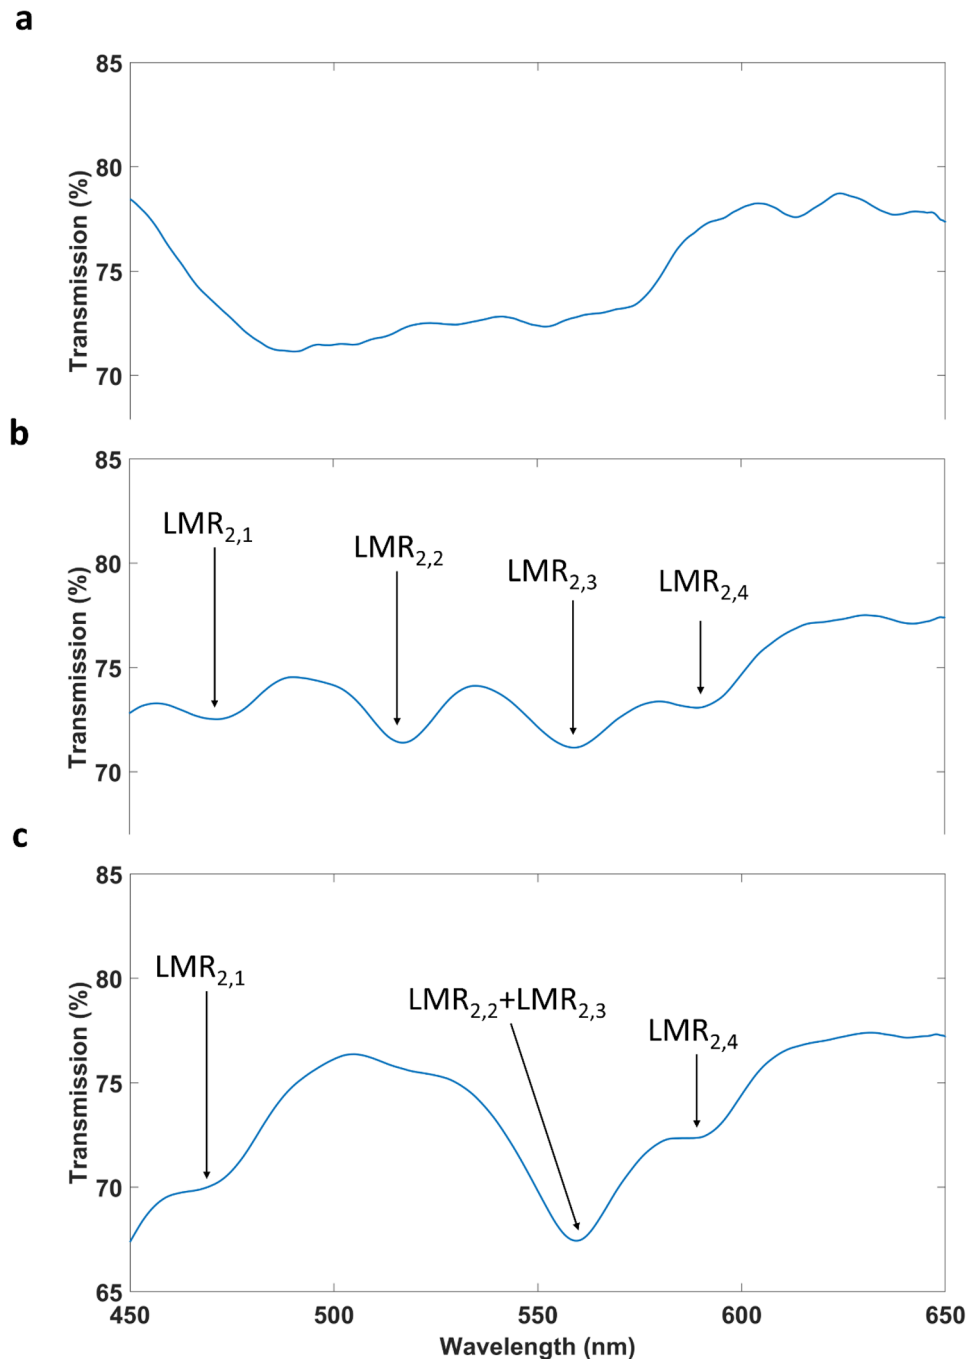 a
85
80
75
70
Transmission (%)
b
85
80
75
70
Transmission (%)
LMR2,1
LMR2,2
LMR2,3
LMR2,4
c
85
80
75
70
65
Transmission (%)
LMR2,1
LMR2,2+LMR2,3
LMR2,4
450
500
550
600
650
Wavelength (nm)